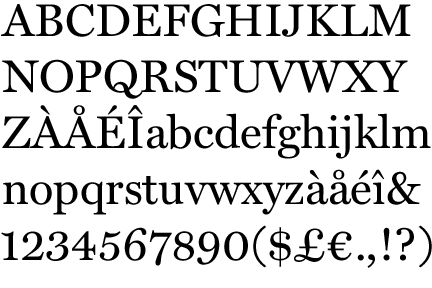 ABCDEFGHIJKLM
NOPQRSTUVWXY
ZÀÅÉÎabcdefghijklm
nopqrstuvwxyzàåéî&
1234567890($£€.,!?)